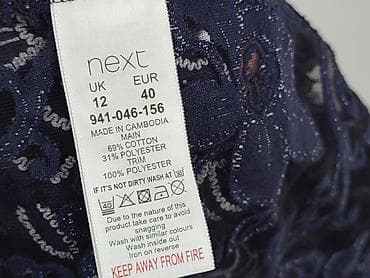 next
UK EUR
12 40
941-046-156
MADE IN CAMBODIA
MAIN
69% COTTON
31% POLYESTER
TRIM
100% POLYESTER
IF IT'S NOT DIRTY WASH AT 30
40
Due to the nature of this
product take care to avoid
snagging
Wash with similar colours
Wash inside out
Iron on reverse
KEEP AWAY FROM FIRE